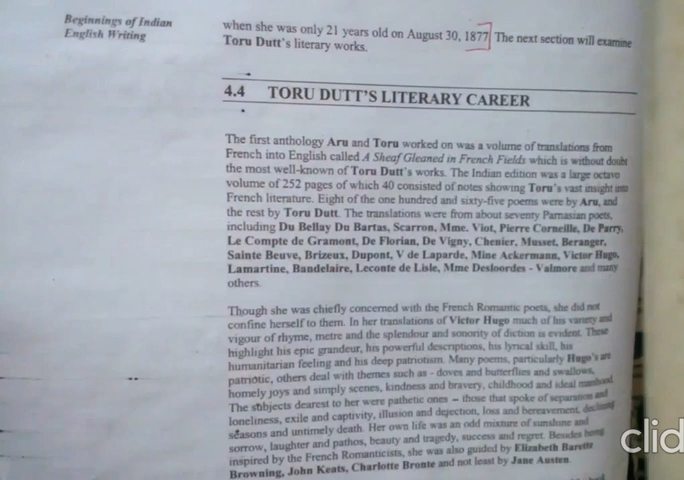 Beginnings of Indian
English Writing
when she was only 21 years old on August 30, 1877 The next section will examine
Toru Dutt's literary works.
4.4 TORU DUTT'S LITERARY CAREER
The first anthology Aru and Toru worked on was a volume of translations from
French into English called A Sheaf Gleaned in French Fields which is without doubt
the most well-known of Toru Dutt's works. The Indian edition was a large octavo
volume of 252 pages of which 40 consisted of notes showing Toru's vast insight into
French literature. Eight of the one hundred and sixty-five poems were by Aru, and
the rest by Toru Dutt. The translations were from about seventy Parnasian poets,
including Du Bellay Du Bartas, Scarron, Mme. Viot, Pierre Corneille, De Parry,
Le Compte de Gramont, De Florian, De Vigny, Chenier, Musset, Beranger,
Sainte Beuve, Brizeux, Dupont, V de Laparde, Mine Ackermann, Victor Hugo,
Lamartine, Bandelaire, Leconte de Lisle, Mme Desloordes - Valmore and many
others.
Though she was chiefly concerned with the French Romantic poets, she did not
confine herself to them. In her translations of Victor Hugo much of his variety and
vigour of rhyme, metre and the splendour and sonority of diction is evident. These
highlight his epic grandeur, his powerful descriptions, his lyrical skill, his
humanitarian feeling and his deep patriotism. Many poems, particularly Hugo's are
patriotic, others deal with themes such as - doves and butterflies and swallows,
homely joys and simply scenes, kindness and bravery, childhood and ideal manhood.
The subjects dearest to her were pathetic ones – those that spoke of separation and
loneliness, exile and captivity, illusion and dejection, loss and bereavement, declining
seasons and untimely death. Her own life was an odd mixture of sunshine and
sorrow, laughter and pathos, beauty and tragedy, success and regret. Besides being
inspired by the French Romanticists, she was also guided by Elizabeth Barette
Browning, John Keats, Charlotte Bronte and not least by Jane Austen.
clid